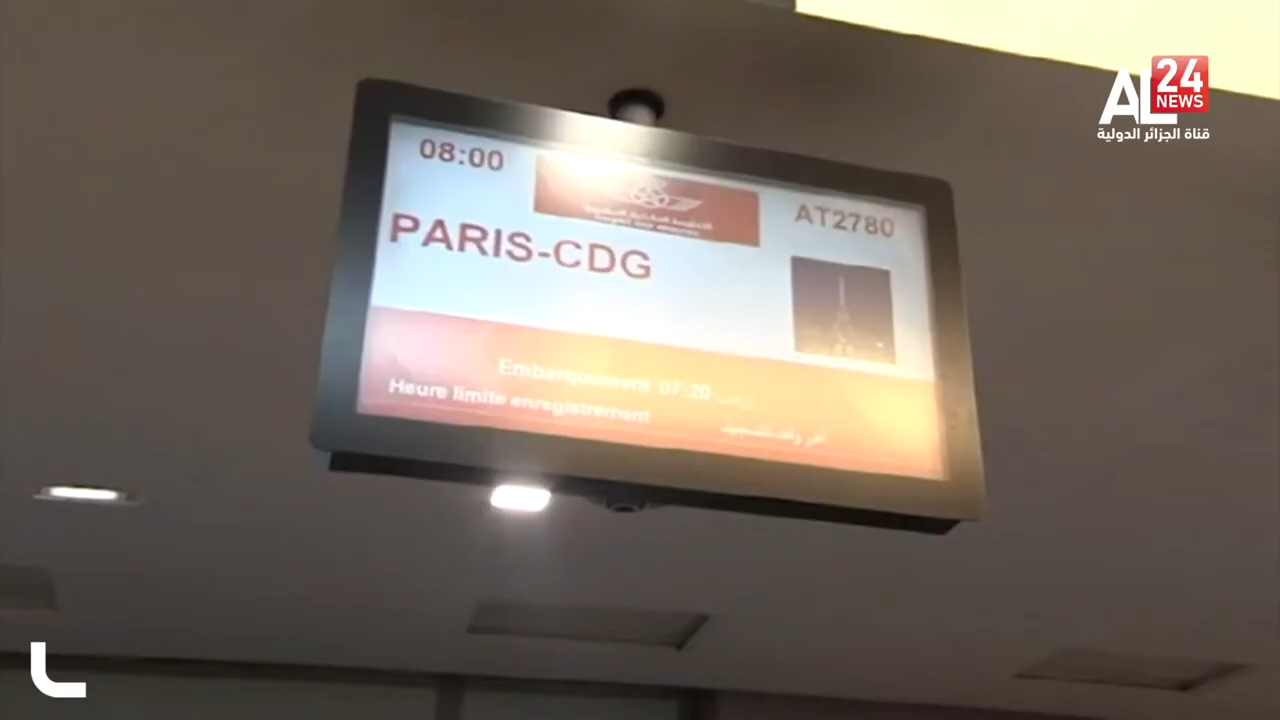 AL 24 NEWS
قناة الجزائر الدولية
08:00
AT2780
PARIS-CDG
Embarquement 07:20
Heure limite enregistrement